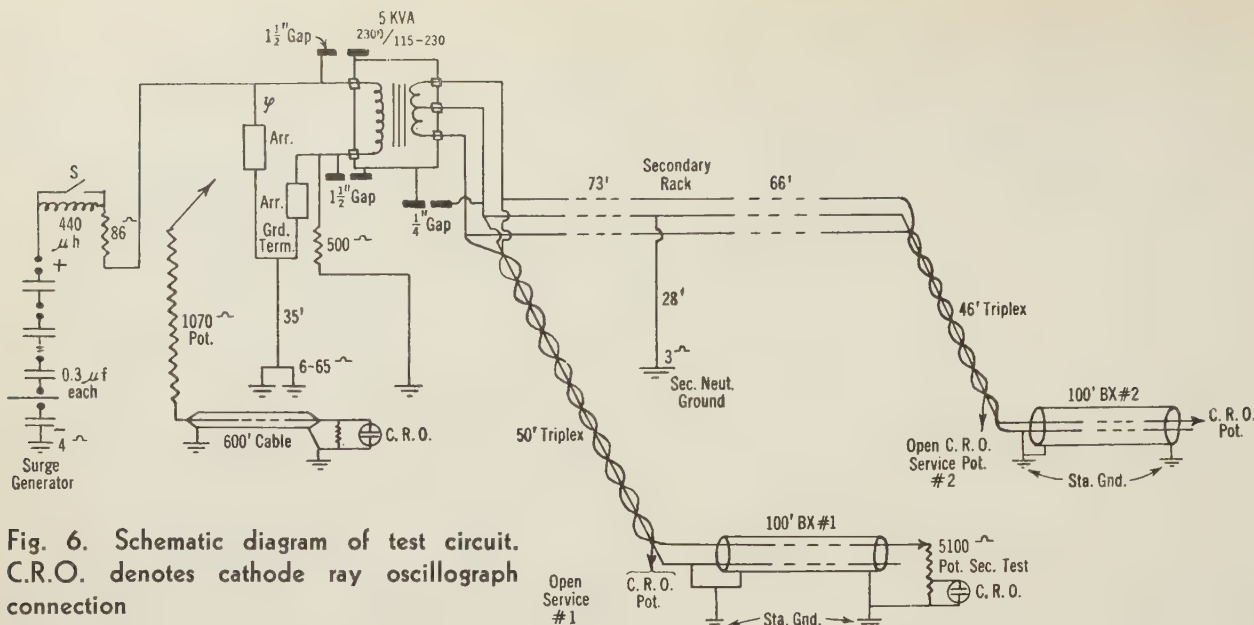 5 KVA
2300/115-230
1½" Gap
φ
Arr.
S
440
μh
86 ⌒
+
Arr.
Grd.
Term.
1½" Gap
500 ⌒
¼" Gap
73'
Secondary
Rack
66'
1070 ⌒
Pot.
35'
28'
46' Triplex
6-65 ⌒
3 ⌒
Sec. Neut.
Ground
0.3 μf
each
4 ⌒
Surge
Generator
600' Cable
C. R. O.
50' Triplex
100' BX #2
C. R. O.
Pot.
Open C. R. O.
Service Pot.
#2
Sta. Gnd.
100' BX #1
5100 ⌒
Pot. Sec. Test
C. R. O.
Open
Service
#1
C. R. O.
Pot.
Sta. Gnd.
Fig. 6. Schematic diagram of test circuit.
C.R.O. denotes cathode ray oscillograph
connection